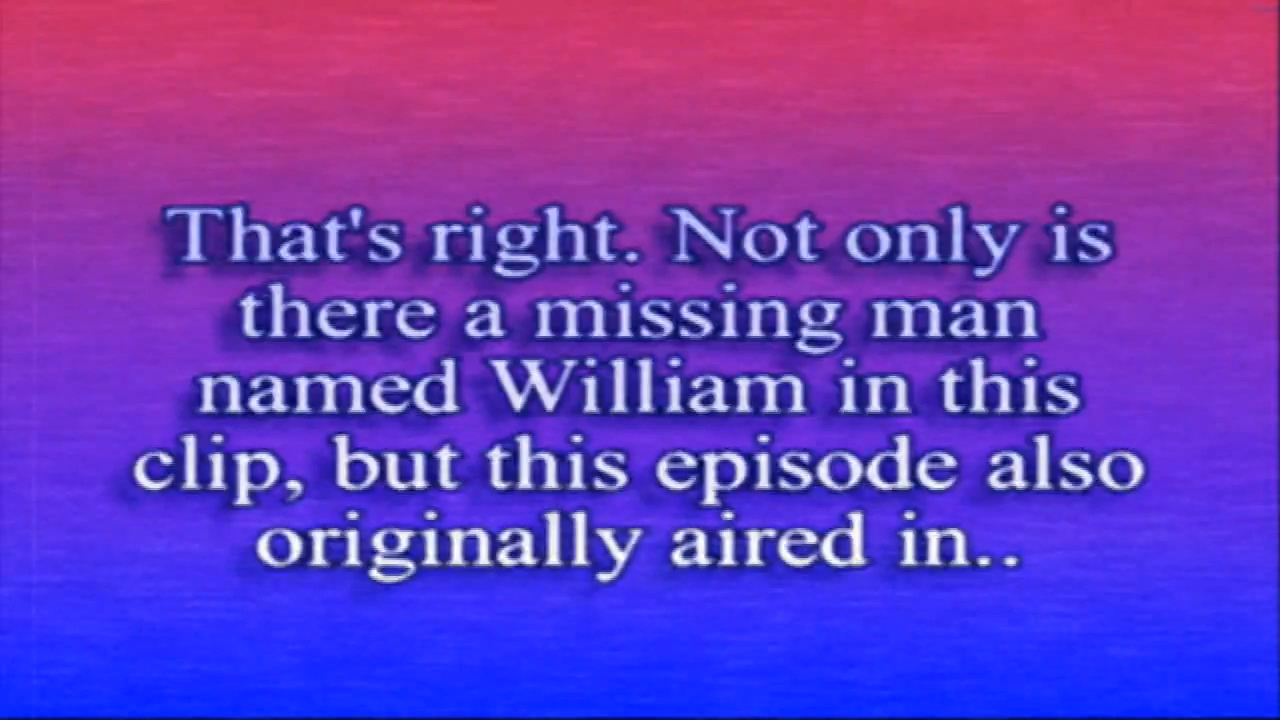 That's right. Not only is
there a missing man
named William in this
clip, but this episode also
originally aired in..